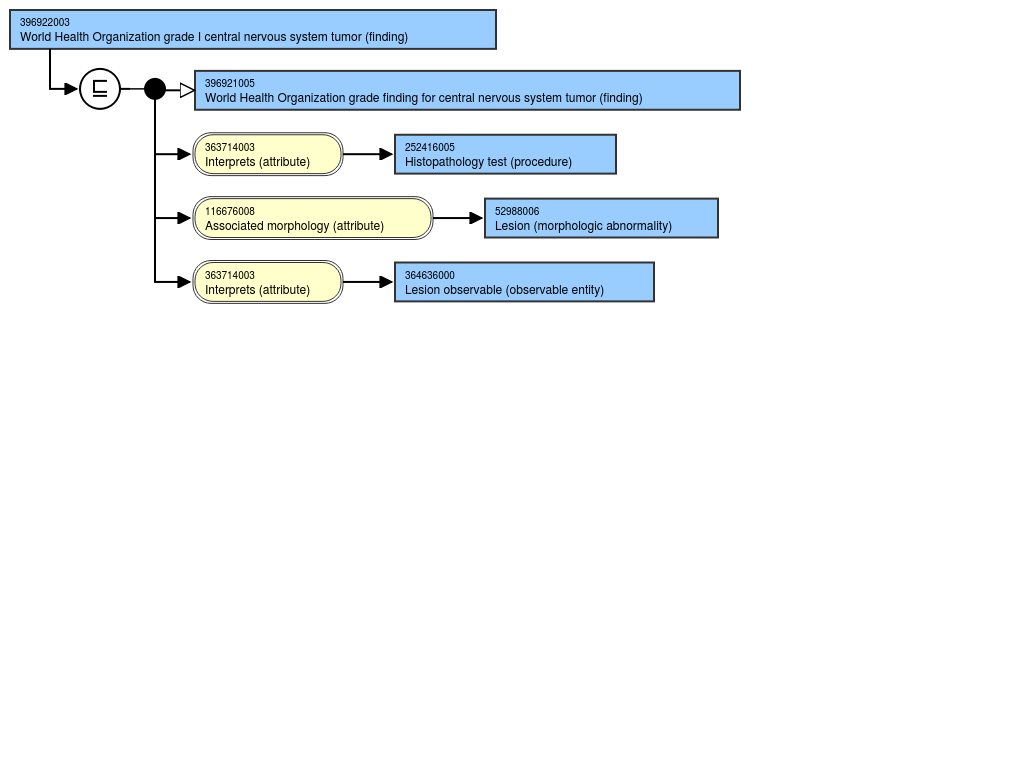 396922003
World Health Organization grade I central nervous system tumor (finding)
⊑
396921005
World Health Organization grade finding for central nervous system tumor (finding)
363714003
Interprets (attribute)
252416005
Histopathology test (procedure)
116676008
Associated morphology (attribute)
52988006
Lesion (morphologic abnormality)
363714003
Interprets (attribute)
364636000
Lesion observable (observable entity)